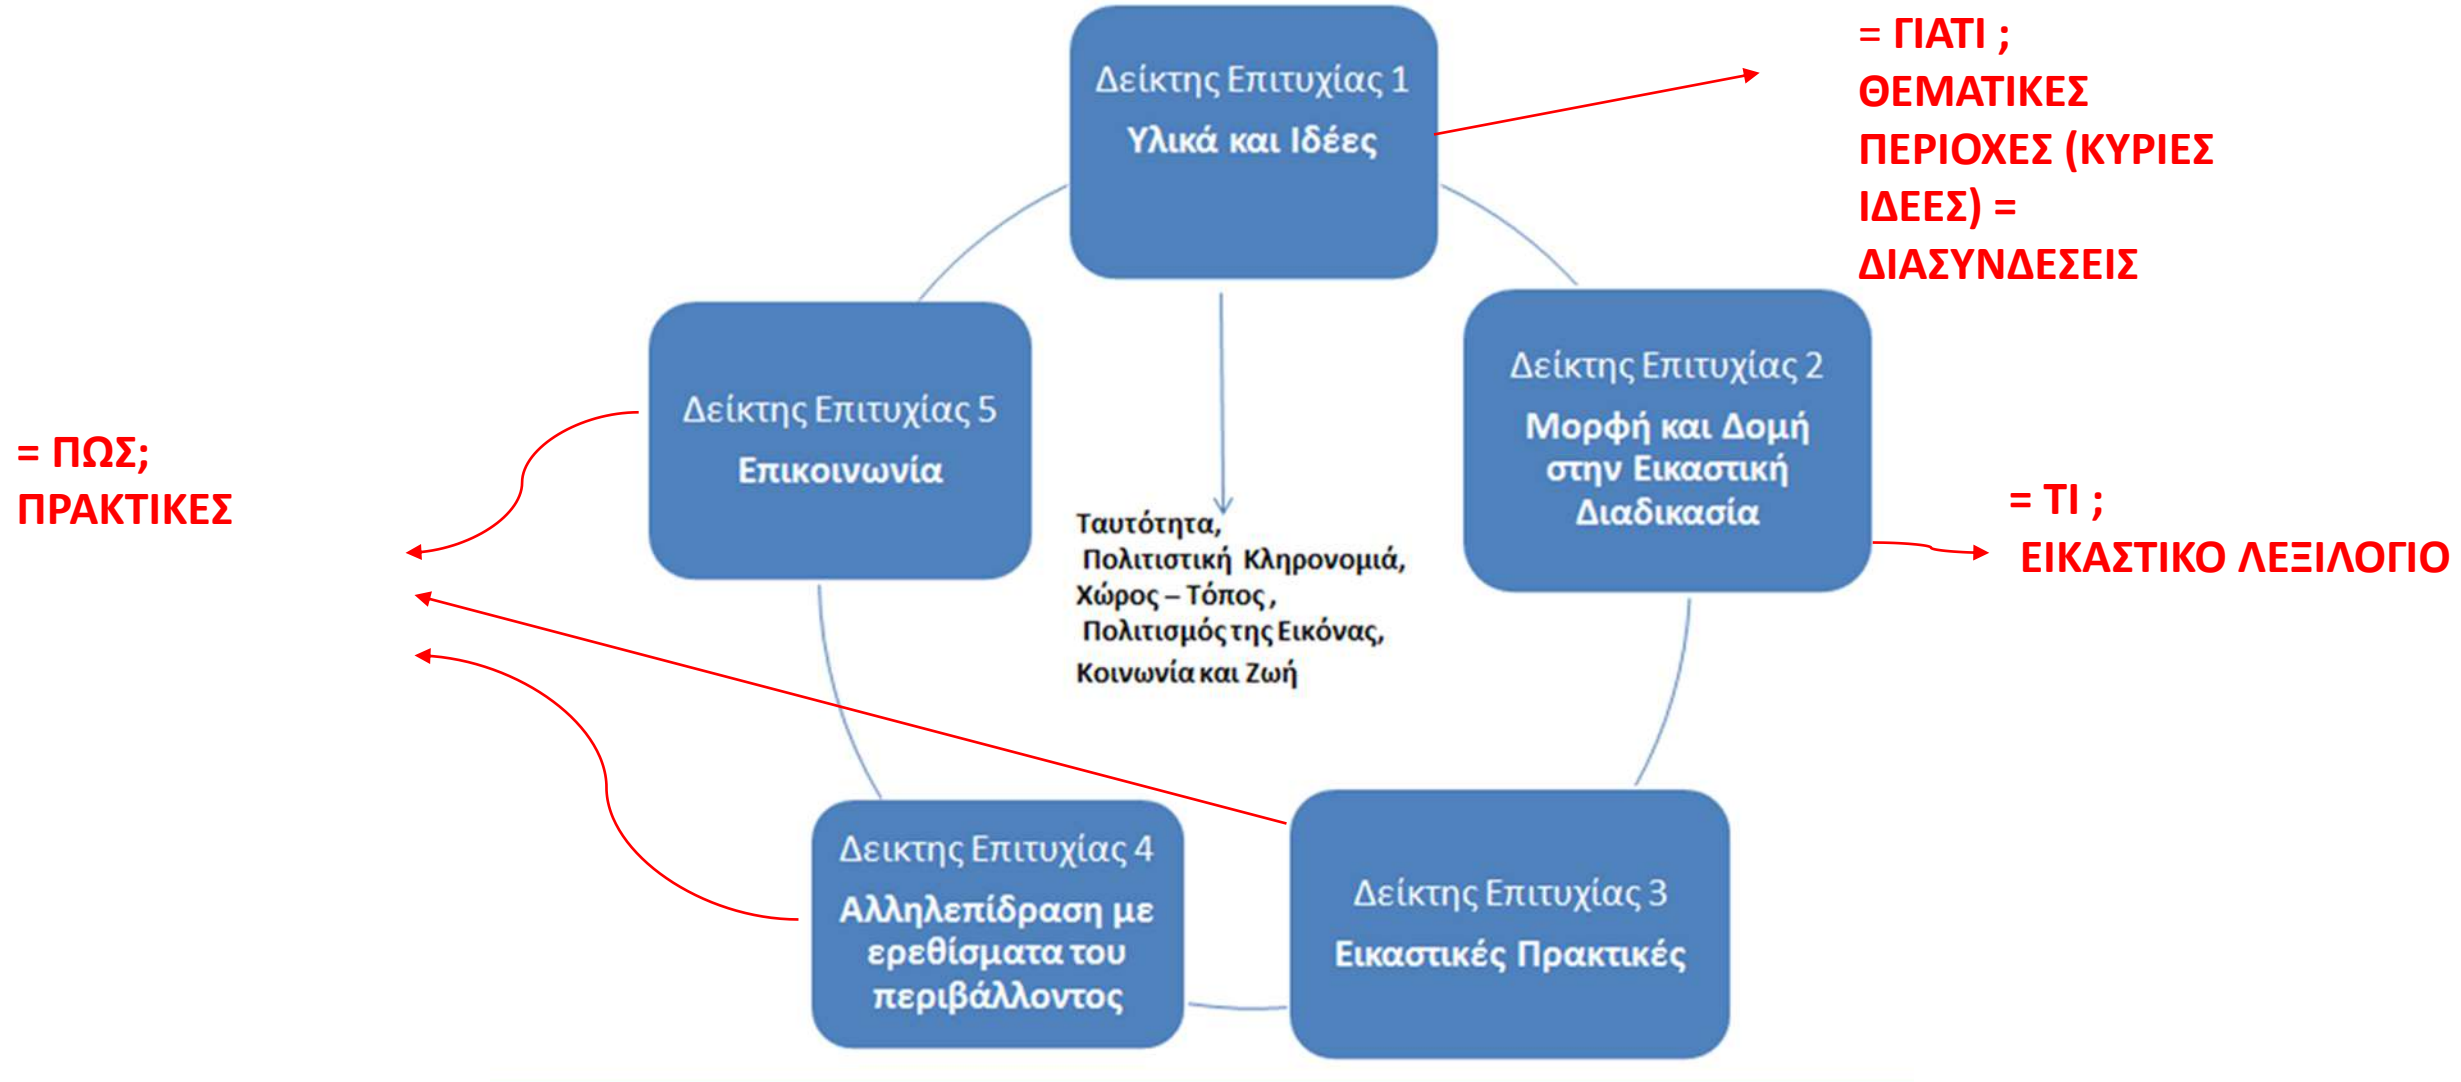 Δείκτης Επιτυχίας 1
Υλικά και Ιδέες
= ΓΙΑΤΙ ;
ΘΕΜΑΤΙΚΕΣ
ΠΕΡΙΟΧΕΣ (ΚΥΡΙΕΣ
ΙΔΕΕΣ) =
ΔΙΑΣΥΝΔΕΣΕΙΣ
Δείκτης Επιτυχίας 2
Μορφή και Δομή
στην Εικαστική
Διαδικασία
= ΤΙ ;
ΕΙΚΑΣΤΙΚΟ ΛΕΞΙΛΟΓΙΟ
Δείκτης Επιτυχίας 5
Επικοινωνία
= ΠΩΣ;
ΠΡΑΚΤΙΚΕΣ
Ταυτότητα,
Πολιτιστική Κληρονομιά,
Χώρος – Τόπος ,
Πολιτισμός της Εικόνας,
Κοινωνία και Ζωή
Δεικτης Επιτυχίας 4
Αλληλεπίδραση με
ερεθίσματα του
περιβάλλοντος
Δείκτης Επιτυχίας 3
Εικαστικές Πρακτικές